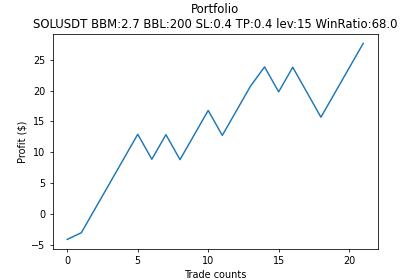 Portfolio
SOLUSDT BBM:2.7 BBL:200 SL:0.4 TP:0.4 lev:15 WinRatio:68.0
Profit ($)
25
20
15
10
5
0
−5
0 5 10 15 20
Trade counts